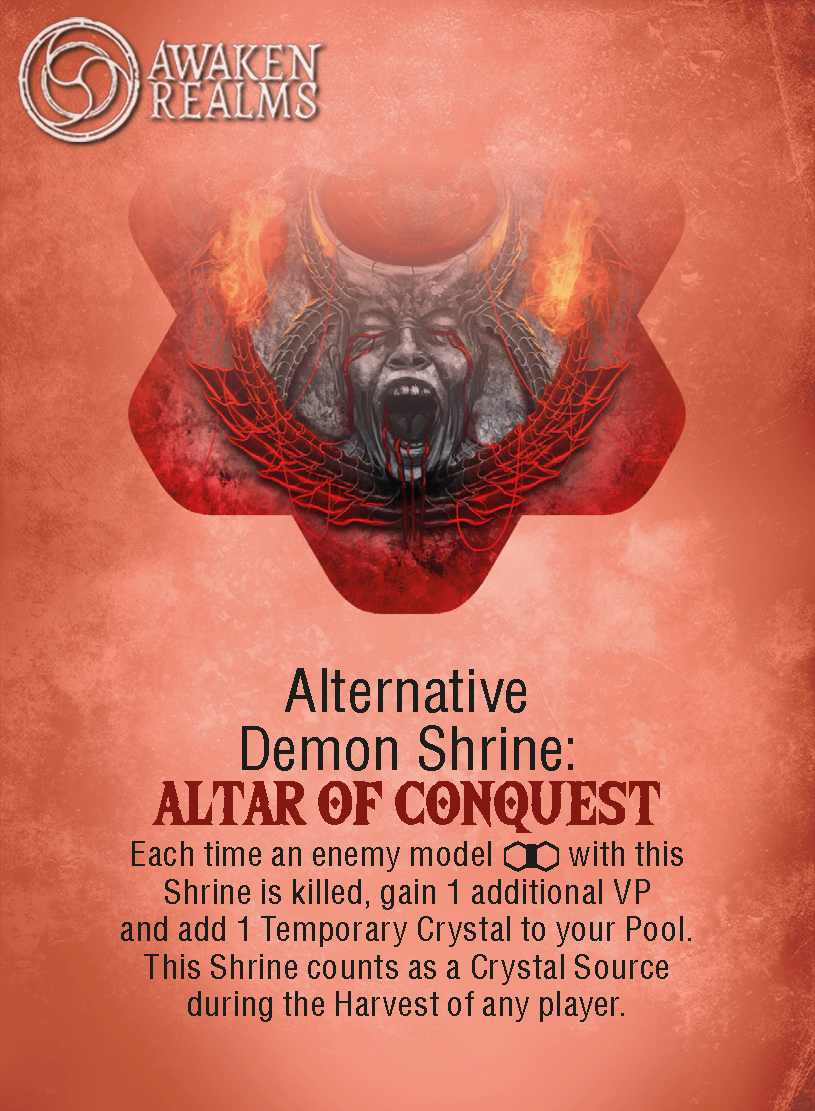 AWAKEN
REALMS
Alternative
Demon Shrine:
ALTAR OF CONQUEST
Each time an enemy model with this
Shrine is killed, gain 1 additional VP
and add 1 Temporary Crystal to your Pool.
This Shrine counts as a Crystal Source
during the Harvest of any player.